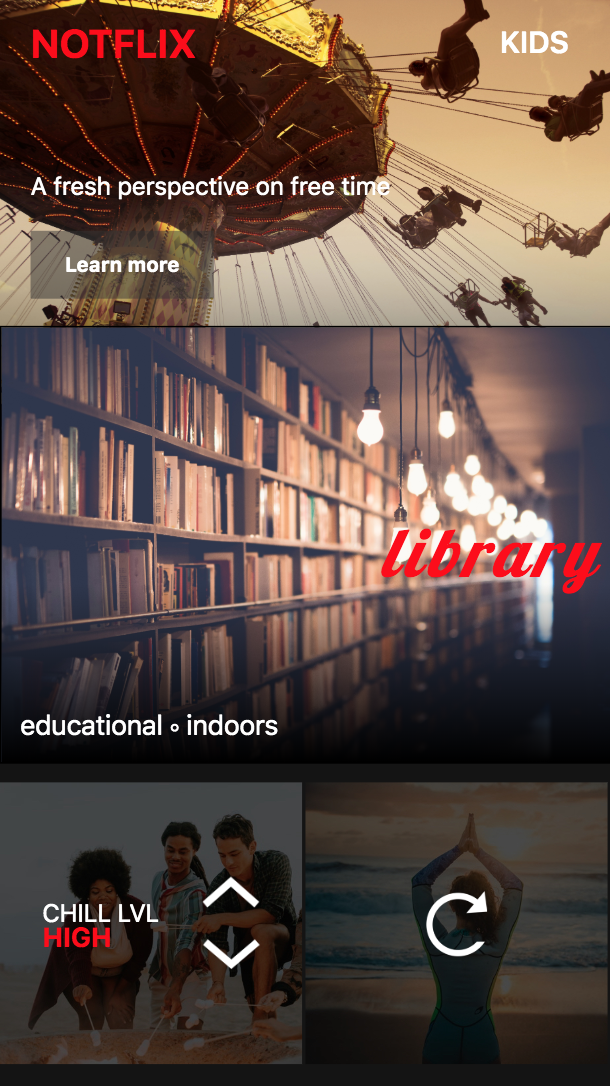 NOTFLIX
KIDS
A fresh perspective on free time
Learn more
library
educational ∘ indoors
CHILL LVL
HIGH